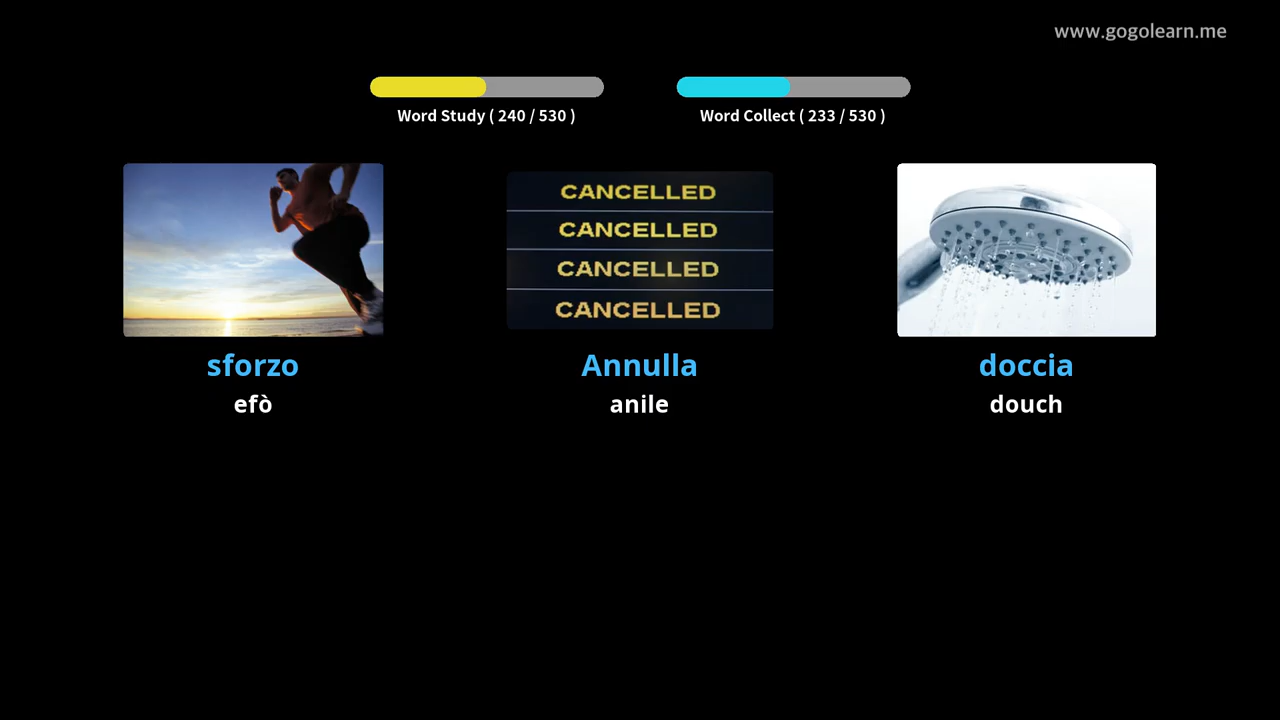 www.gogolearn.me
Word Study ( 240 / 530 )
Word Collect ( 233 / 530 )
CANCELLED
CANCELLED
CANCELLED
CANCELLED
sforzo
Annulla
doccia
efò
anile
douch